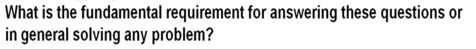 What is the fundamental requirement for answering these questions or
in general solving any problem?